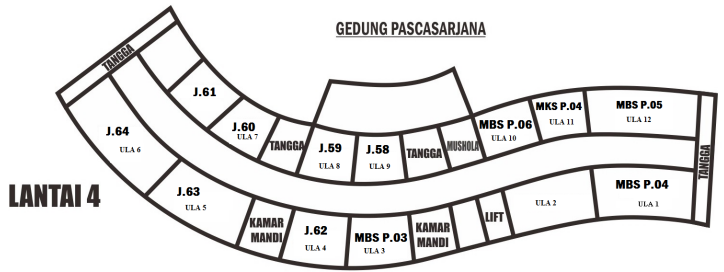 GEDUNG PASCASARJANA
TANGGA
J.61
J.60
ULA 7
TANGGA
J.59
ULA 8
J.58
ULA 9
TANGGA
MUSHOLA
MBS P.06
ULA 10
MKS P.04
ULA 11
MBS P.05
ULA 12
TANGGA
J.64
ULA 6
J.63
ULA 5
KAMAR
MANDI
J.62
ULA 4
MBS P.03
ULA 3
KAMAR
MANDI
LIFT
ULA 2
MBS P.04
ULA 1
LANTAI 4